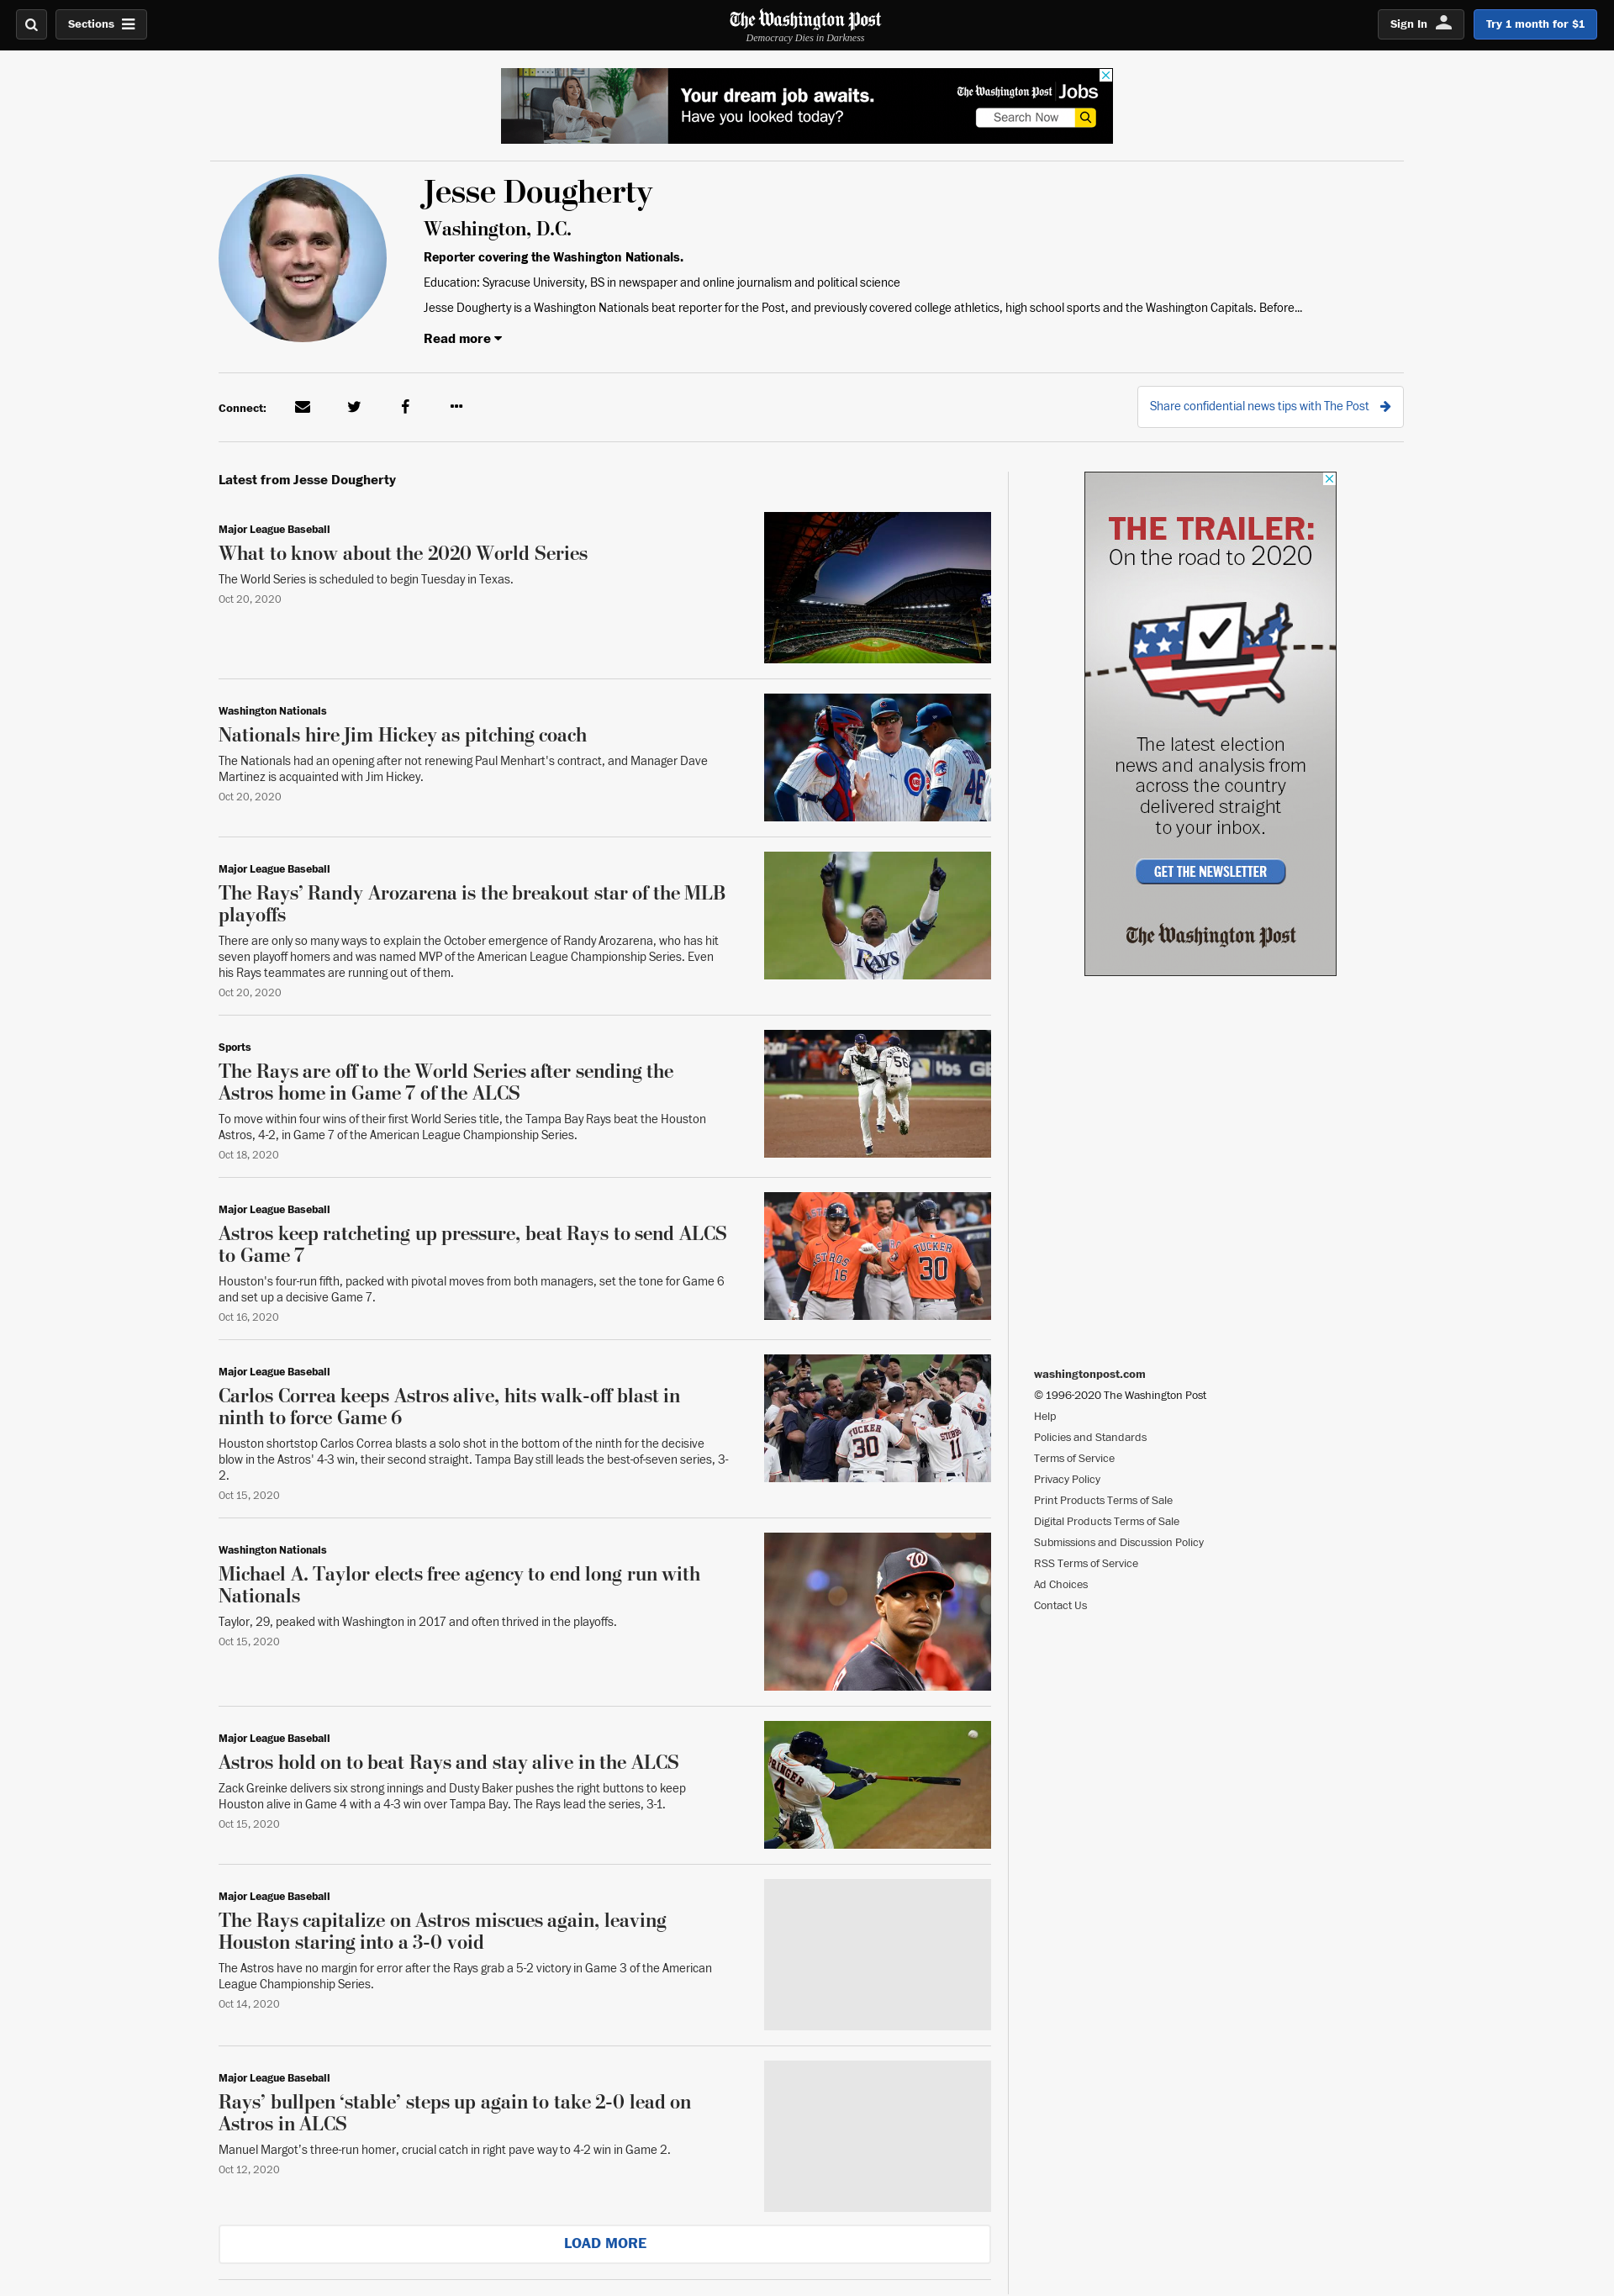 Sections
The Washington Post
Democracy Dies in Darkness
Sign In
Try 1 month for $1
Your dream job awaits.
Have you looked today?
The Washington Post Jobs
Search Now
Jesse Dougherty
Washington, D.C.
Reporter covering the Washington Nationals.
Education: Syracuse University, BS in newspaper and online journalism and political science
Jesse Dougherty is a Washington Nationals beat reporter for the Post, and previously covered college athletics, high school sports and the Washington Capitals. Before...
Read more
Connect:
Share confidential news tips with The Post
Latest from Jesse Dougherty
Major League Baseball
What to know about the 2020 World Series
The World Series is scheduled to begin Tuesday in Texas.
Oct 20, 2020
Washington Nationals
Nationals hire Jim Hickey as pitching coach
The Nationals had an opening after not renewing Paul Menhart's contract, and Manager Dave
Martinez is acquainted with Jim Hickey.
Oct 20, 2020
46
Major League Baseball
The Rays’ Randy Arozarena is the breakout star of the MLB
playoffs
There are only so many ways to explain the October emergence of Randy Arozarena, who has hit
seven playoff homers and was named MVP of the American League Championship Series. Even
his Rays teammates are running out of them.
Oct 20, 2020
RAYS
Sports
The Rays are off to the World Series after sending the
Astros home in Game 7 of the ALCS
To move within four wins of their first World Series title, the Tampa Bay Rays beat the Houston
Astros, 4-2, in Game 7 of the American League Championship Series.
Oct 18, 2020
56
tbs
Major League Baseball
Astros keep ratcheting up pressure, beat Rays to send ALCS
to Game 7
Houston's four-run fifth, packed with pivotal moves from both managers, set the tone for Game 6
and set up a decisive Game 7.
Oct 16, 2020
ASTROS
16
TUCKER
30
Major League Baseball
Carlos Correa keeps Astros alive, hits walk-off blast in
ninth to force Game 6
Houston shortstop Carlos Correa blasts a solo shot in the bottom of the ninth for the decisive
blow in the Astros' 4-3 win, their second straight. Tampa Bay still leads the best-of-seven series, 3-
2.
Oct 15, 2020
TUCKER
30
11
Washington Nationals
Michael A. Taylor elects free agency to end long run with
Nationals
Taylor, 29, peaked with Washington in 2017 and often thrived in the playoffs.
Oct 15, 2020
W
Major League Baseball
Astros hold on to beat Rays and stay alive in the ALCS
Zack Greinke delivers six strong innings and Dusty Baker pushes the right buttons to keep
Houston alive in Game 4 with a 4-3 win over Tampa Bay. The Rays lead the series, 3-1.
Oct 15, 2020
RINGER
4
Major League Baseball
The Rays capitalize on Astros miscues again, leaving
Houston staring into a 3-0 void
The Astros have no margin for error after the Rays grab a 5-2 victory in Game 3 of the American
League Championship Series.
Oct 14, 2020
Major League Baseball
Rays’ bullpen ‘stable’ steps up again to take 2-0 lead on
Astros in ALCS
Manuel Margot's three-run homer, crucial catch in right pave way to 4-2 win in Game 2.
Oct 12, 2020
LOAD MORE
THE TRAILER:
On the road to 2020
The latest election
news and analysis from
across the country
delivered straight
to your inbox.
GET THE NEWSLETTER
The Washington Post
washingtonpost.com
© 1996-2020 The Washington Post
Help
Policies and Standards
Terms of Service
Privacy Policy
Print Products Terms of Sale
Digital Products Terms of Sale
Submissions and Discussion Policy
RSS Terms of Service
Ad Choices
Contact Us